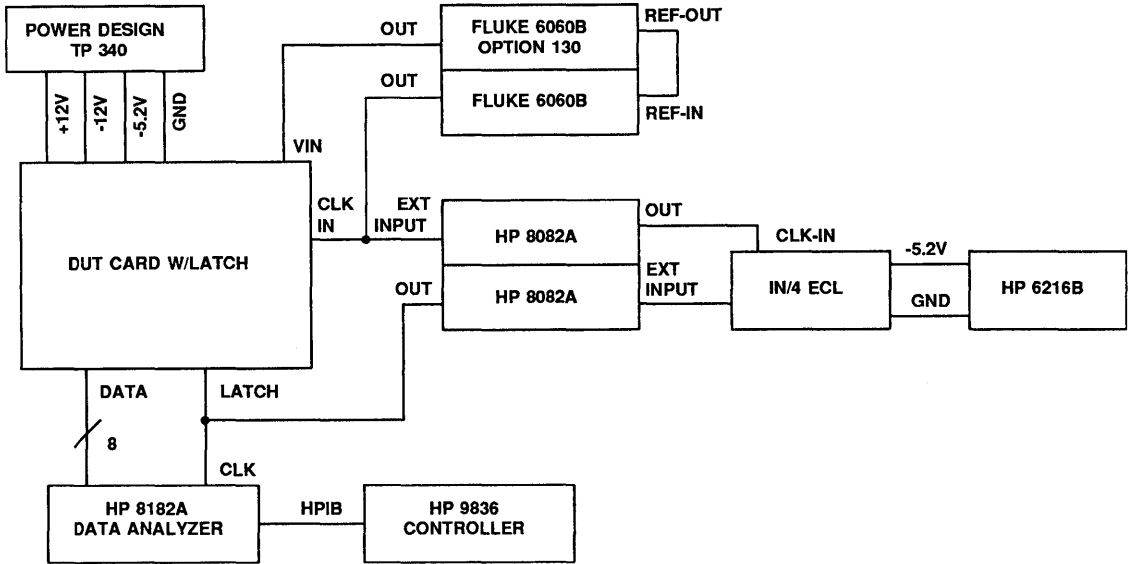 POWER DESIGN
TP 340
+12V
-12V
-5.2V
GND
OUT
FLUKE 6060B
OPTION 130
REF-OUT
OUT
FLUKE 6060B
REF-IN
VIN
CLK
IN
EXT
INPUT
HP 8082A
OUT
CLK-IN
DUT CARD W/LATCH
OUT
HP 8082A
EXT
INPUT
IN/4 ECL
-5.2V
GND
HP 6216B
DATA
LATCH
8
CLK
HP 8182A
DATA ANALYZER
HPIB
HP 9836
CONTROLLER